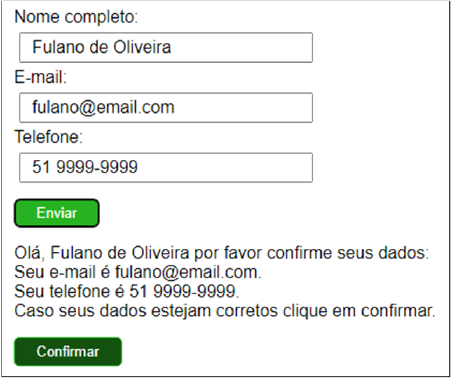 Nome completo:
Fulano de Oliveira
E-mail:
fulano@email.com
Telefone:
51 9999-9999
Enviar
Olá, Fulano de Oliveira por favor confirme seus dados:
Seu e-mail é fulano@email.com.
Seu telefone é 51 9999-9999.
Caso seus dados estejam corretos clique em confirmar.
Confirmar